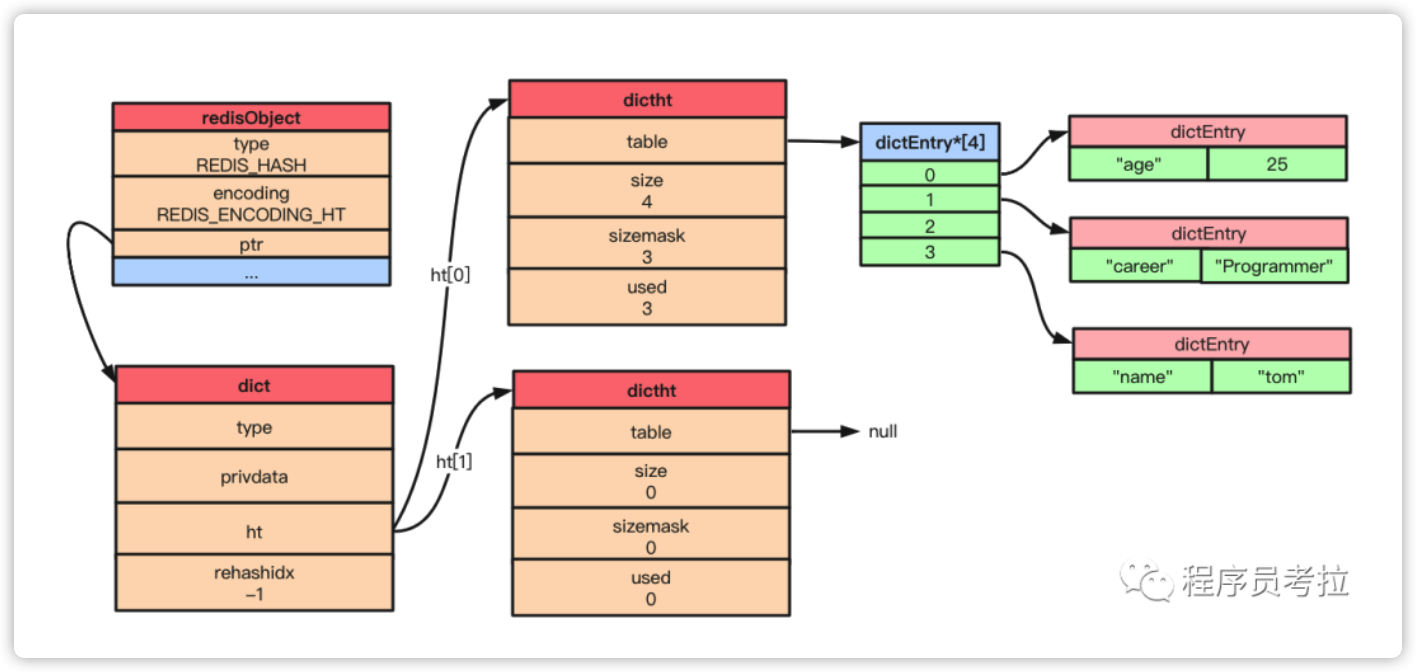 redisObject
type
REDIS_HASH
encoding
REDIS_ENCODING_HT
ptr
...
dict
type
privdata
ht
rehashidx
-1
ht[0]
ht[1]
dictht
table
size
4
sizemask
3
used
3
dictht
table
size
0
sizemask
0
used
0
null
dictEntry*[4]
0
1
2
3
dictEntry
"age" 25
dictEntry
"career" "Programmer"
dictEntry
"name" "tom"
程序员考拉